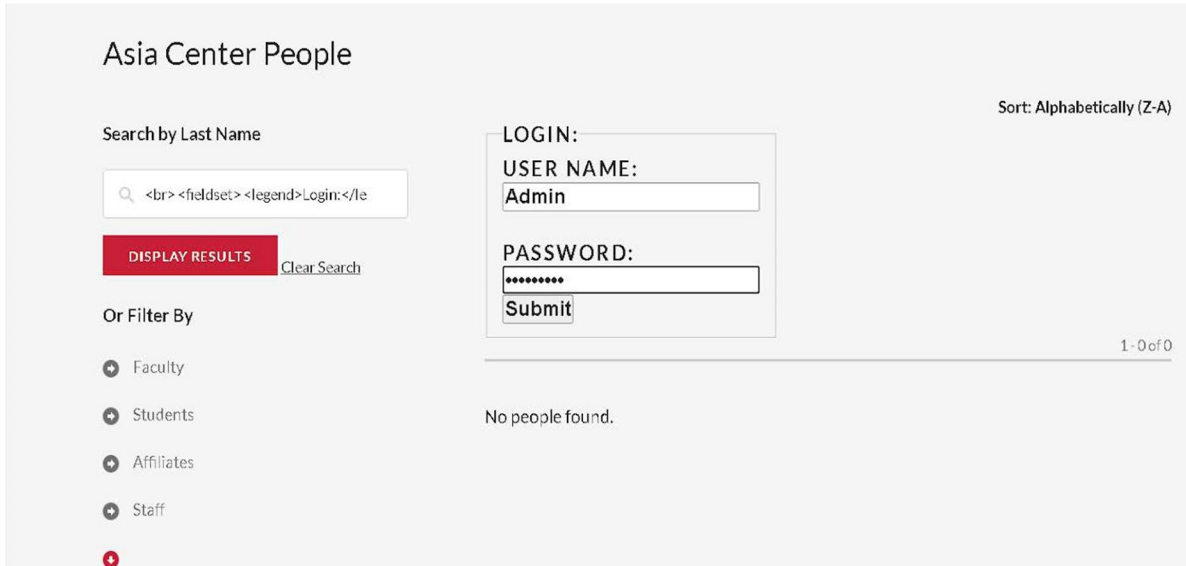 Asia Center People
Sort: Alphabetically (Z-A)
Search by Last Name
<br> <fieldset> <legend>Login:</le
DISPLAY RESULTS
Clear Search
Or Filter By
Faculty
Students
Affiliates
Staff
LOGIN:
USER NAME:
Admin
PASSWORD:
•••••••••
Submit
1 - 0 of 0
No people found.